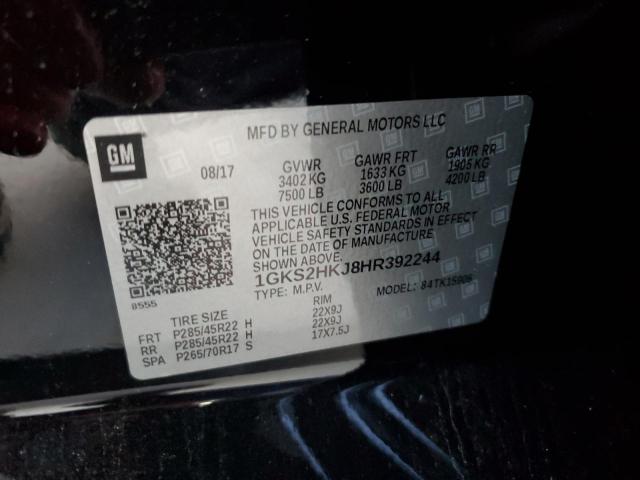 MFD BY GENERAL MOTORS LLC
GM
08/17
GVWR
3402 KG
7500 LB
GAWR FRT
1633 KG
3600 LB
GAWR RR
1905 KG
4200 LB
THIS VEHICLE CONFORMS TO ALL
APPLICABLE U.S. FEDERAL MOTOR
VEHICLE SAFETY STANDARDS IN EFFECT
ON THE DATE OF MANUFACTURE
SHOWN ABOVE.
1GKS2HKJ8HR392244
TYPE: M.P.V.
MODEL:
8555
TIRE SIZE
RIM
FRT P285/45R22 H 22X9J
RR P285/45R22 H 22X9J
SPA P265/70R17 S 17X7.5J